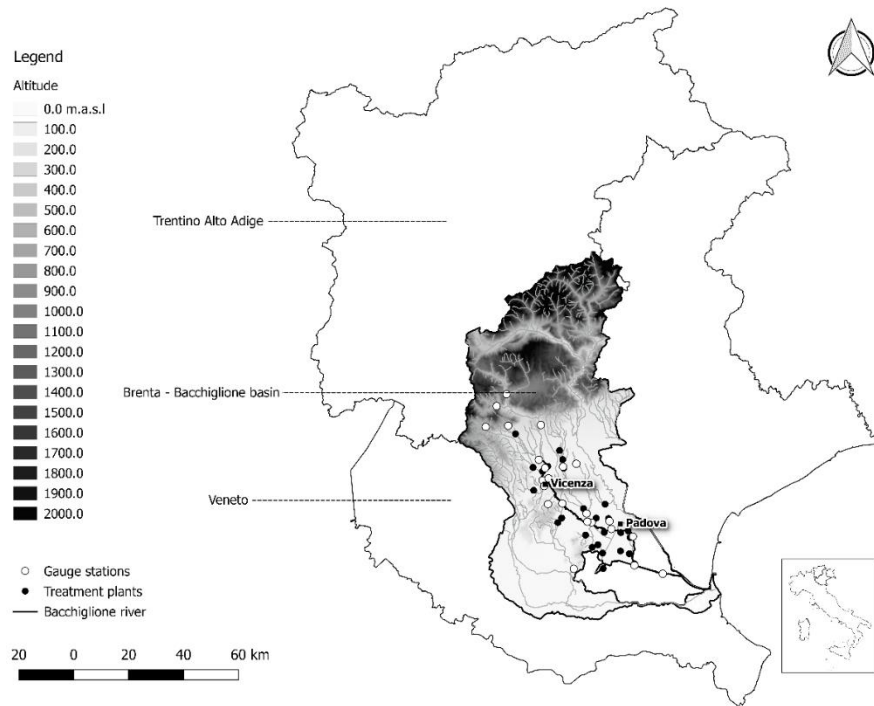 Legend
Altitude
0.0 m.a.s.l
100.0
200.0
300.0
400.0
500.0
600.0
700.0
800.0
900.0
1000.0
1100.0
1200.0
1300.0
1400.0
1500.0
1600.0
1700.0
1800.0
1900.0
2000.0
Trentino Alto Adige
Brenta - Bacchiglione basin
Veneto
Vicenza
Padova
Gauge stations
Treatment plants
Bacchiglione river
20 0 20 40 60 km